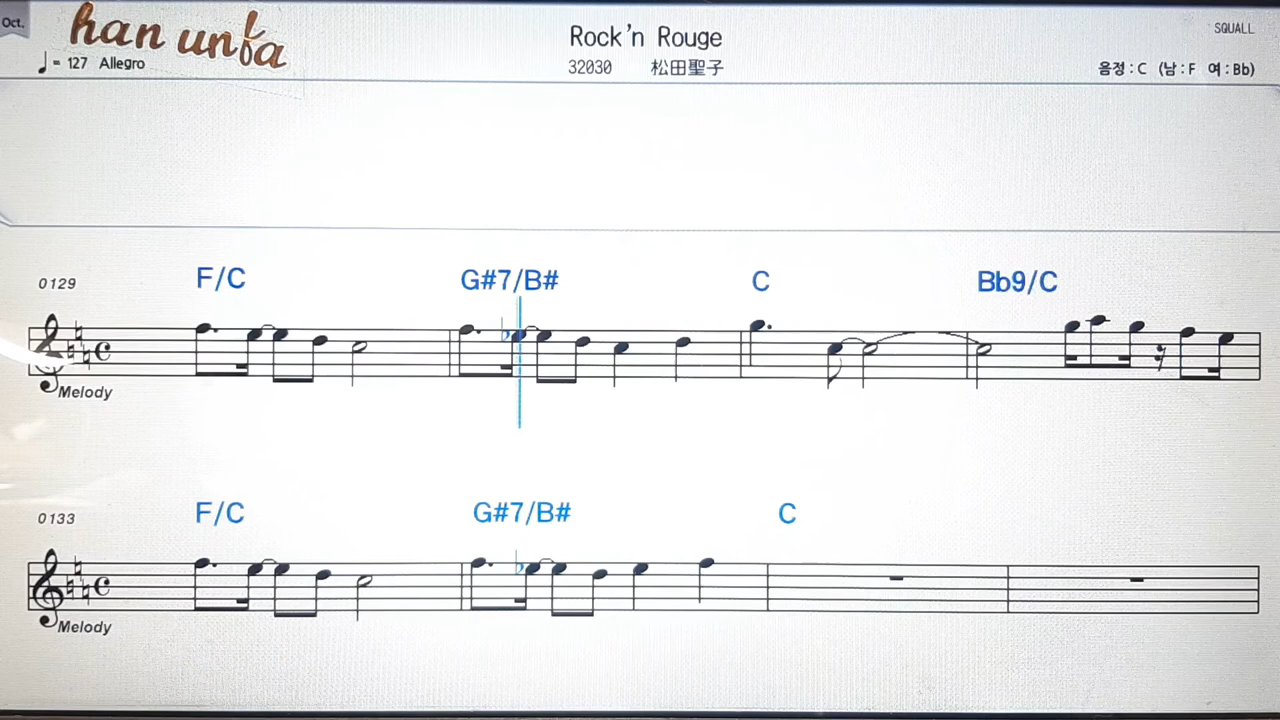 Oct.
han unfa
Rock'n Rouge
SQUALL
♩= 127 Allegro
32030 松田聖子
음정:C (남:F 여:Bb)
0129
F/C G#7/B# C Bb9/C
Melody
0133
F/C G#7/B# C
Melody